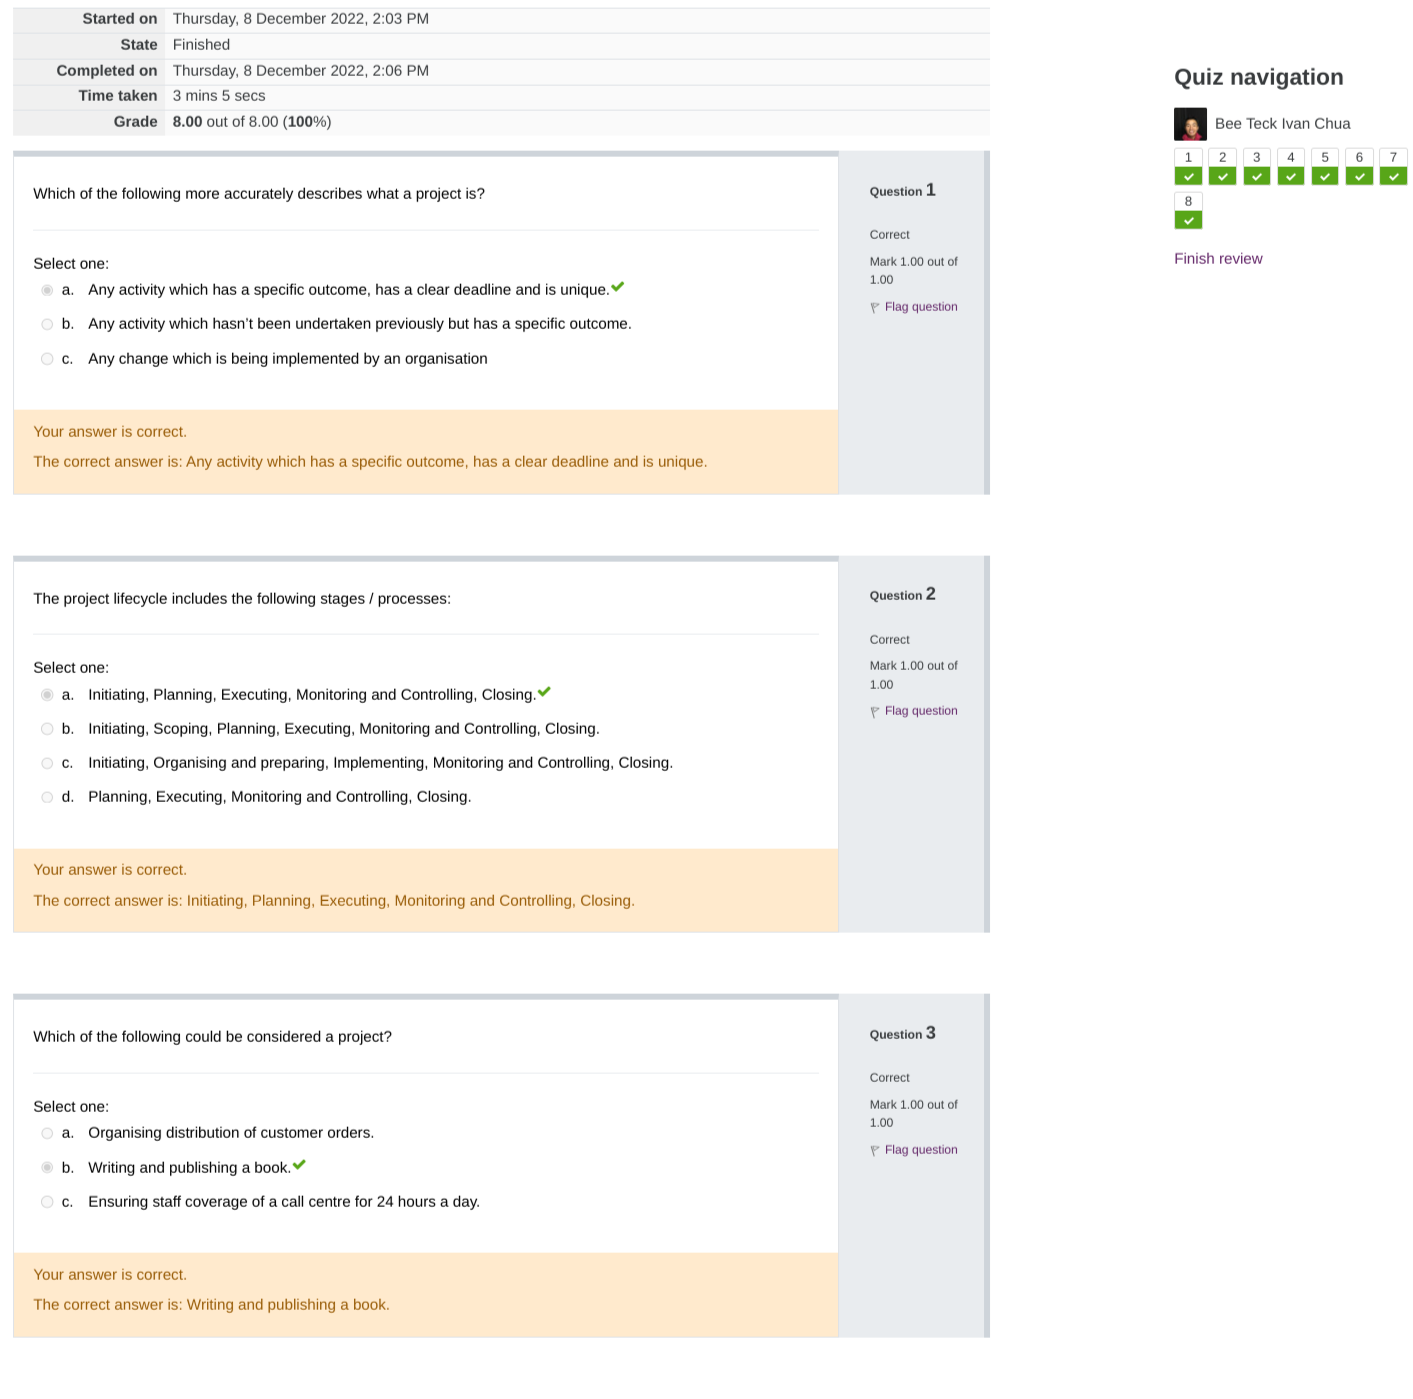 Started on Thursday, 8 December 2022, 2:03 PM
State Finished
Completed on Thursday, 8 December 2022, 2:06 PM
Time taken 3 mins 5 secs
Grade 8.00 out of 8.00 (100%)
Quiz navigation
Bee Teck Ivan Chua
1 2 3 4 5 6 7
8
Finish review
Which of the following more accurately describes what a project is?
Select one:
a. Any activity which has a specific outcome, has a clear deadline and is unique.
b. Any activity which hasn't been undertaken previously but has a specific outcome.
c. Any change which is being implemented by an organisation
Your answer is correct.
The correct answer is: Any activity which has a specific outcome, has a clear deadline and is unique.
Question 1
Correct
Mark 1.00 out of
1.00
Flag question
The project lifecycle includes the following stages / processes:
Select one:
a. Initiating, Planning, Executing, Monitoring and Controlling, Closing.
b. Initiating, Scoping, Planning, Executing, Monitoring and Controlling, Closing.
c. Initiating, Organising and preparing, Implementing, Monitoring and Controlling, Closing.
d. Planning, Executing, Monitoring and Controlling, Closing.
Your answer is correct.
The correct answer is: Initiating, Planning, Executing, Monitoring and Controlling, Closing.
Question 2
Correct
Mark 1.00 out of
1.00
Flag question
Which of the following could be considered a project?
Select one:
a. Organising distribution of customer orders.
b. Writing and publishing a book.
c. Ensuring staff coverage of a call centre for 24 hours a day.
Your answer is correct.
The correct answer is: Writing and publishing a book.
Question 3
Correct
Mark 1.00 out of
1.00
Flag question